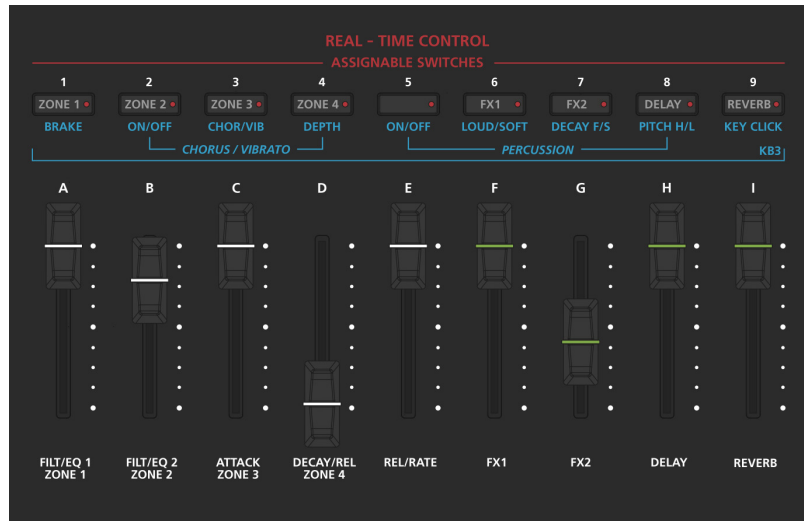 REAL - TIME CONTROL
ASSIGNABLE SWITCHES
1 2 3 4 5 6 7 8 9
ZONE 1 ZONE 2 ZONE 3 ZONE 4 FX1 FX2 DELAY REVERB
BRAKE ON/OFF CHOR/VIB DEPTH ON/OFF LOUD/SOFT DECAY F/S PITCH H/L KEY CLICK
CHORUS / VIBRATO PERCUSSION KB3
A B C D E F G H I
FILT/EQ 1 FILT/EQ 2 ATTACK DECAY/REL REL/RATE FX1 FX2 DELAY REVERB
ZONE 1 ZONE 2 ZONE 3 ZONE 4